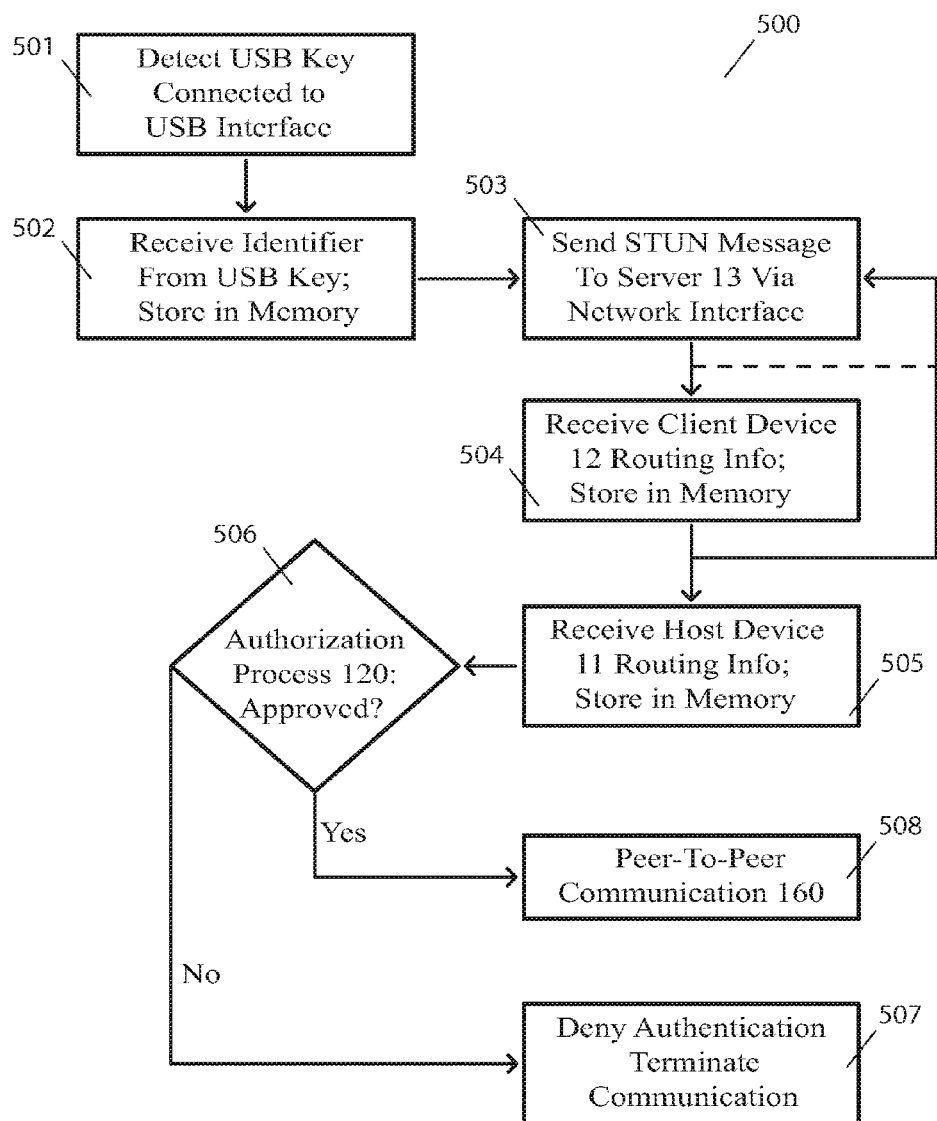 501
500
Detect USB Key
Connected to
USB Interface
502
503
Receive Identifier
From USB Key;
Store in Memory
Send STUN Message
To Server 13 Via
Network Interface
504
Receive Client Device
12 Routing Info;
Store in Memory
506
Authorization
Process 120:
Approved?
Receive Host Device
11 Routing Info;
Store in Memory
505
Yes
508
Peer-To-Peer
Communication 160
No
507
Deny Authentication
Terminate
Communication